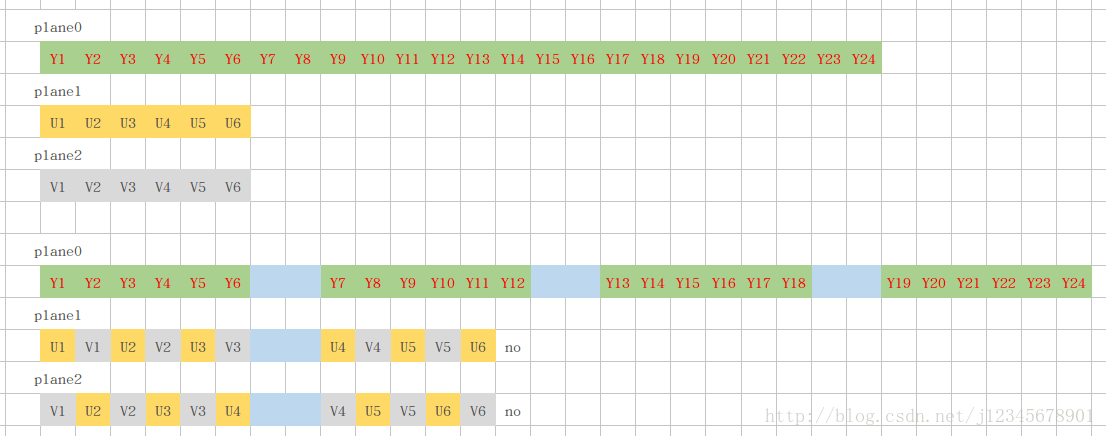 plane0
Y1 Y2 Y3 Y4 Y5 Y6 Y7 Y8 Y9 Y10 Y11 Y12 Y13 Y14 Y15 Y16 Y17 Y18 Y19 Y20 Y21 Y22 Y23 Y24
plane1
U1 U2 U3 U4 U5 U6
plane2
V1 V2 V3 V4 V5 V6
plane0
Y1 Y2 Y3 Y4 Y5 Y6 Y7 Y8 Y9 Y10 Y11 Y12 Y13 Y14 Y15 Y16 Y17 Y18 Y19 Y20 Y21 Y22 Y23 Y24
plane1
U1 V1 U2 V2 U3 V3 U4 V4 U5 V5 U6 no
plane2
V1 U2 V2 U3 V3 U4 V4 U5 V5 U6 V6 no
http://blog.csdn.net/j12345678901